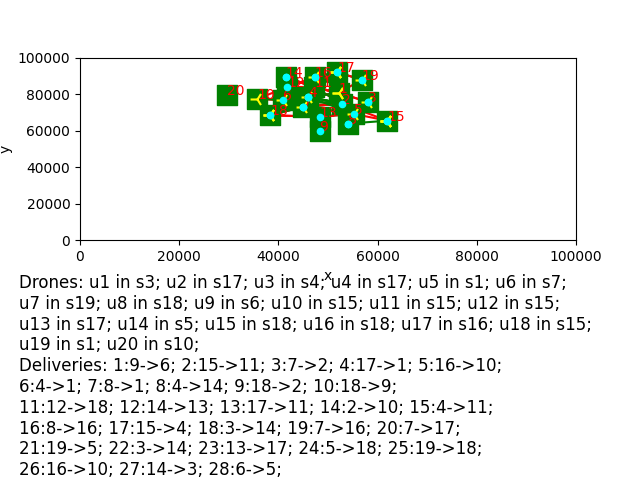 100000
80000
60000
40000
20000
0
y
20
17
19
15
0
20000
40000
60000
80000
100000
x
Drones: u1 in s3; u2 in s17; u3 in s4; u4 in s17; u5 in s1; u6 in s7;
u7 in s19; u8 in s18; u9 in s6; u10 in s15; u11 in s15; u12 in s15;
u13 in s17; u14 in s5; u15 in s18; u16 in s18; u17 in s16; u18 in s15;
u19 in s1; u20 in s10;
Deliveries: 1:9->6; 2:15->11; 3:7->2; 4:17->1; 5:16->10;
6:4->1; 7:8->1; 8:4->14; 9:18->2; 10:18->9;
11:12->18; 12:14->13; 13:17->11; 14:2->10; 15:4->11;
16:8->16; 17:15->4; 18:3->14; 19:7->16; 20:7->17;
21:19->5; 22:3->14; 23:13->17; 24:5->18; 25:19->18;
26:16->10; 27:14->3; 28:6->5;